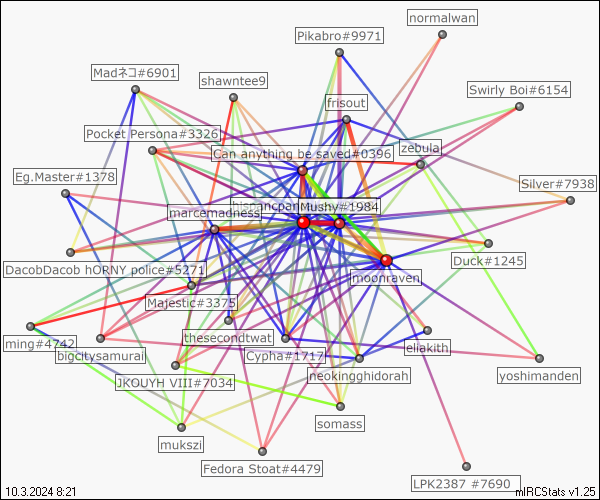 normalwan
Pikabro#9971
Madネコ#6901
shawntee9
Swirly Boi#6154
frisout
Pocket Persona#3326
zebula
Can anything be saved#0396
Eg.Master#1378
Silver#7938
Mushy#1984
marcemadness
Duck#1245
DacobDacob hORNY police#5271
moonraven
Majestic#3375
thesecondtwat
ming#4742
eliakith
bigcitysamurai
Cypha#1717
neokingghidorah
JKOUYH VIII#7034
yoshimanden
somass
mukszi
Fedora Stoat#4479
LPK2387 #7690
10.3.2024 8:21
mIRCStats v1.25